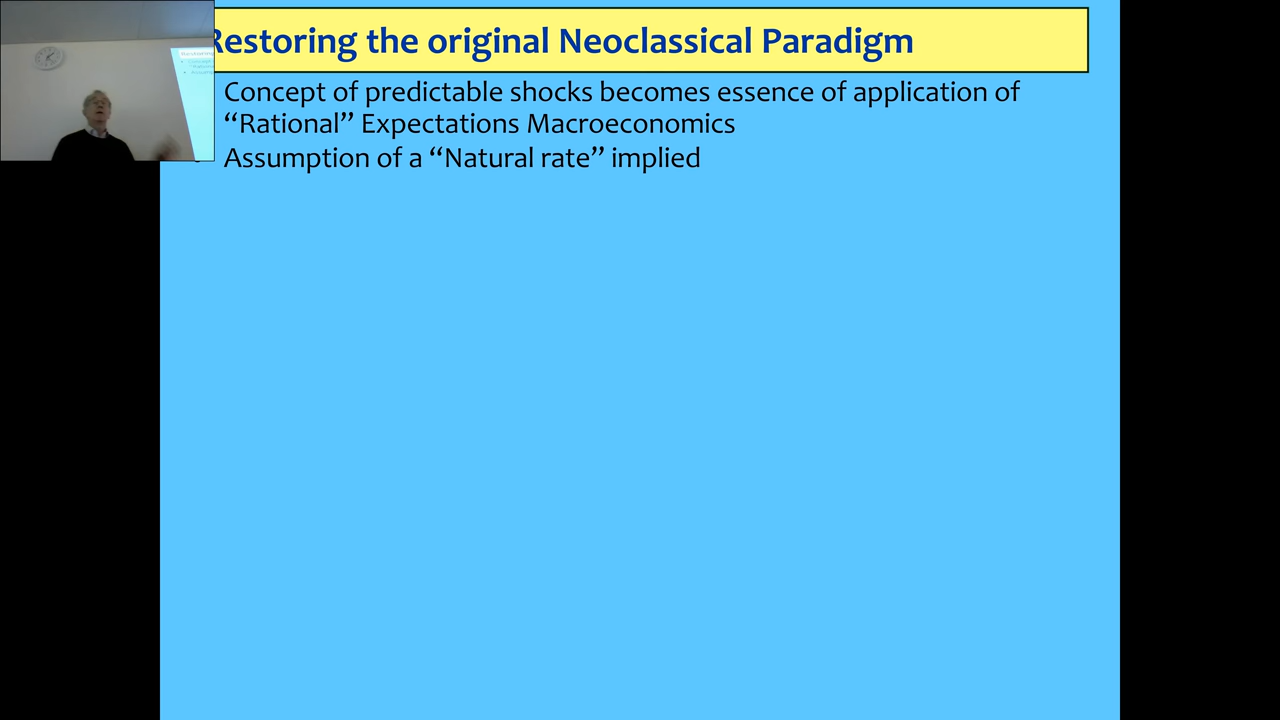 Restoring the original Neoclassical Paradigm
Concept of predictable shocks becomes essence of application of
“Rational” Expectations Macroeconomics
Assumption of a “Natural rate” implied